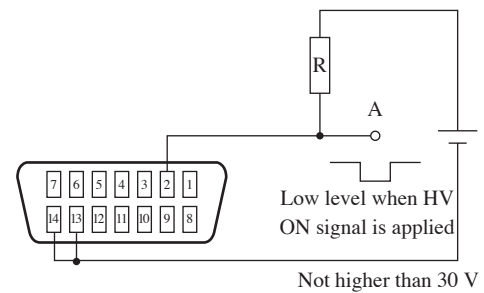 R
A
7 6 5 4 3 2 1
14 13 12 11 10 9 8
Low level when HV
ON signal is applied
Not higher than 30 V